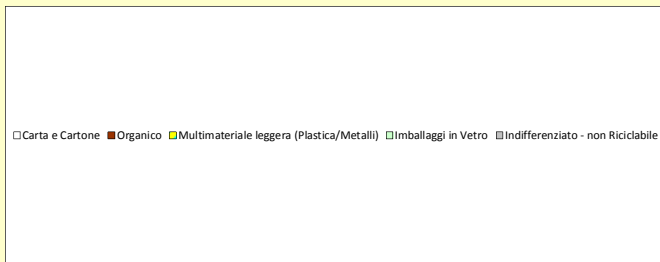 Carta e Cartone Organico Multimateriale leggera (Plastica/Metalli) Imballaggi in Vetro Indifferenziato - non Riciclabile